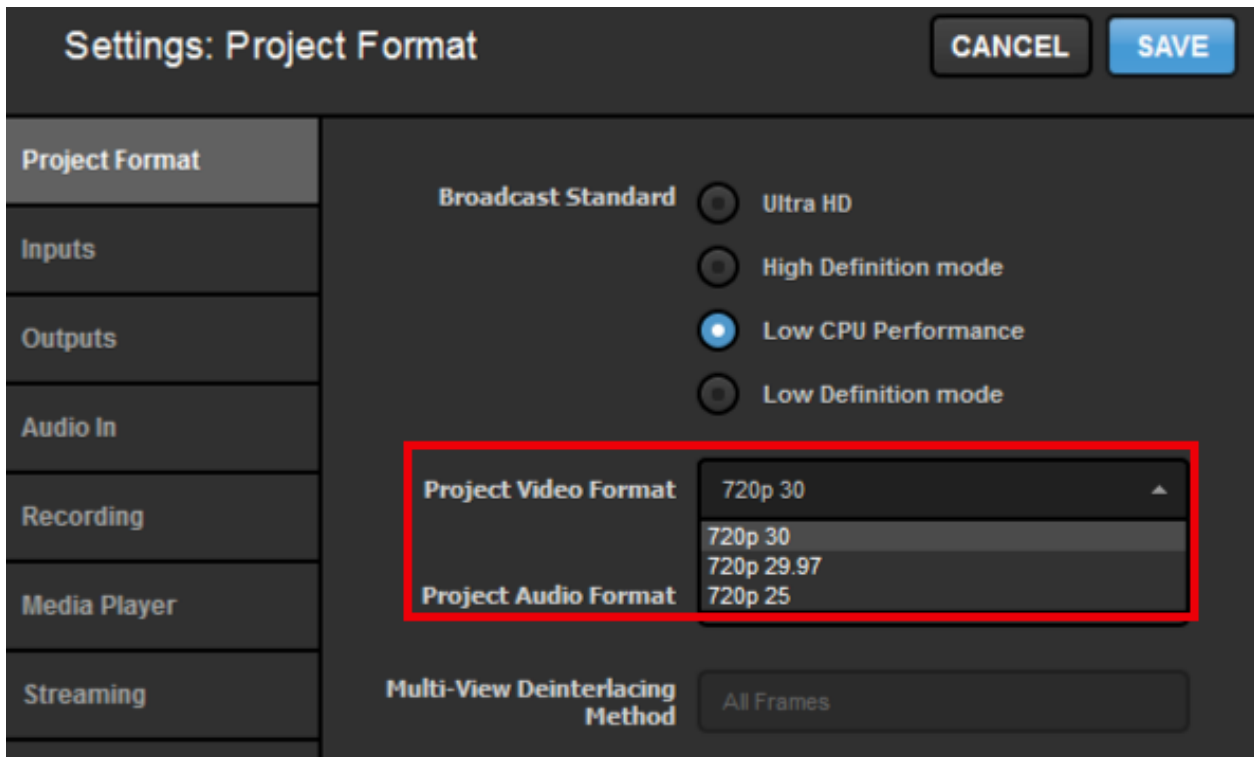 Settings: Project Format
CANCEL
SAVE
Project Format
Inputs
Outputs
Audio In
Recording
Media Player
Streaming
Broadcast Standard
Ultra HD
High Definition mode
Low CPU Performance
Low Definition mode
Project Video Format
720p 30
720p 30
720p 29.97
720p 25
Project Audio Format
Multi-View Deinterlacing
Method
All Frames